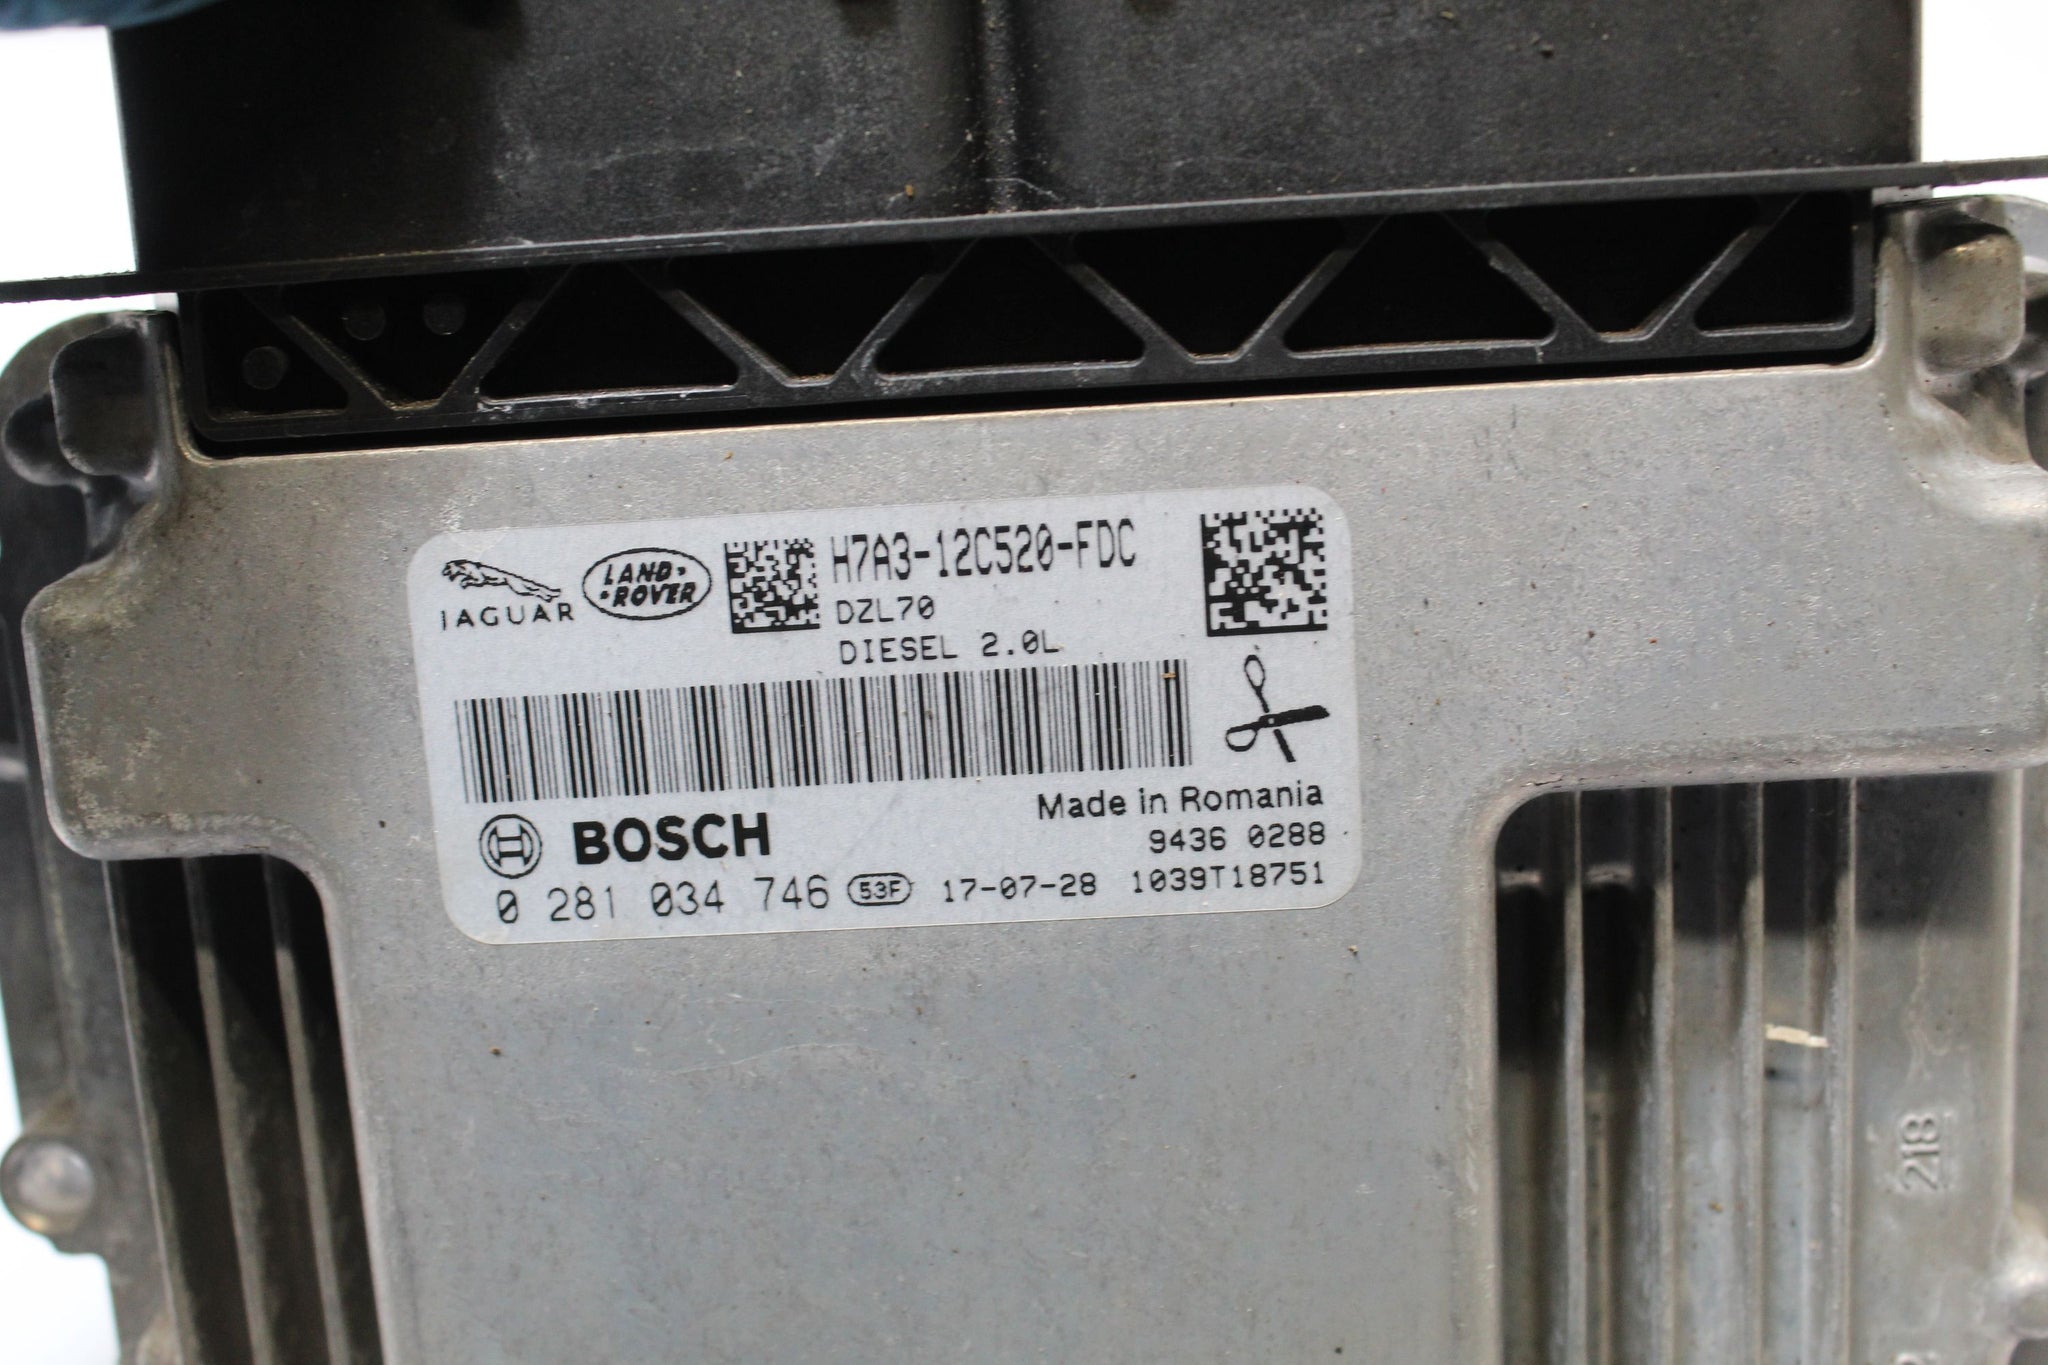 JAGUAR
LAND ROVER
H7A3-12C520-FDC
DZL70
DIESEL 2.0L
BOSCH
Made in Romania
9436 0288
0 281 034 746 53F 17-07-28 1039T18751
218